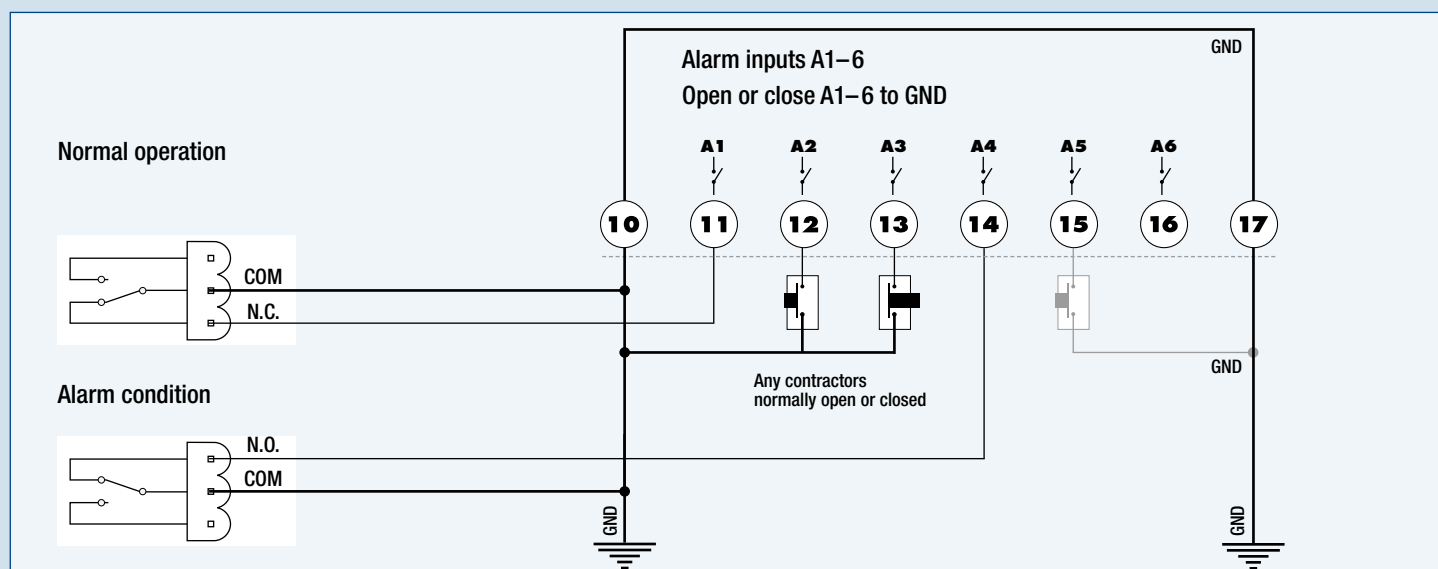 GND
Alarm inputs A1–6
Open or close A1–6 to GND
Normal operation
A1 A2 A3 A4 A5 A6
10 11 12 13 14 15 16 17
COM
N.C.
GND
Any contractors
normally open or closed
Alarm condition
N.O.
COM
GND
GND